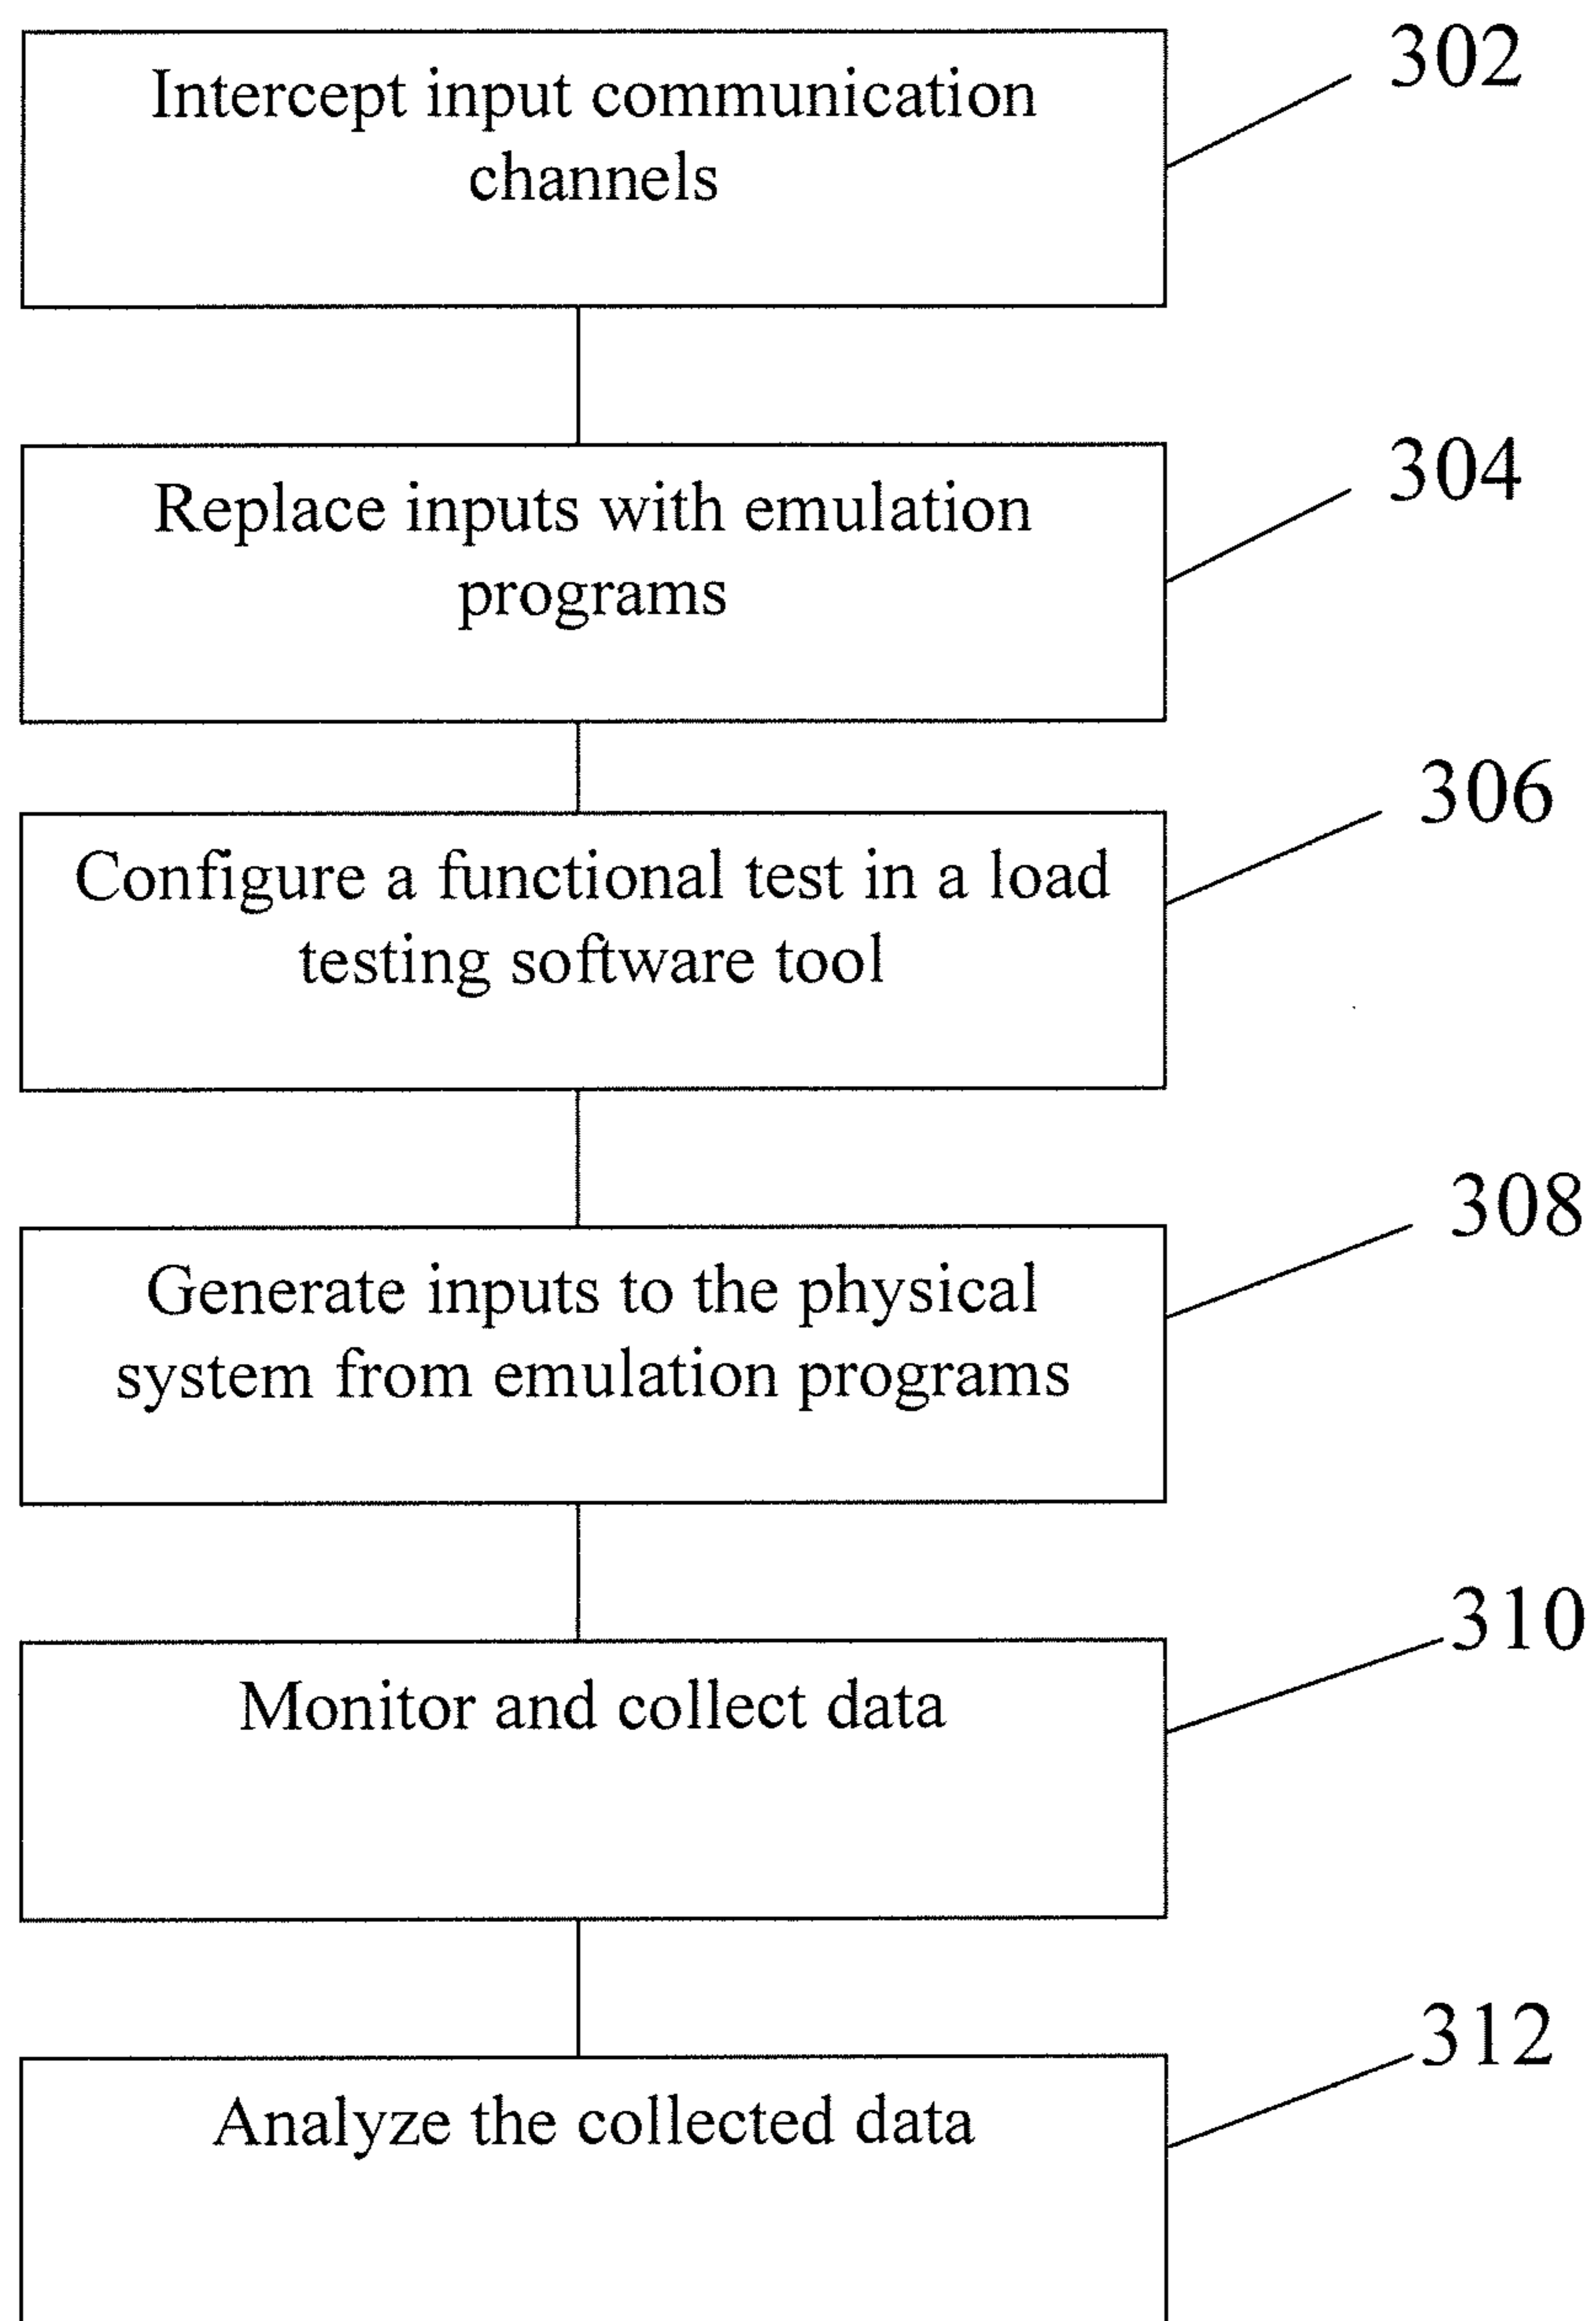 302
Intercept input communication
channels
304
Replace inputs with emulation
programs
306
Configure a functional test in a load
testing software tool
308
Generate inputs to the physical
system from emulation programs
310
Monitor and collect data
312
Analyze the collected data